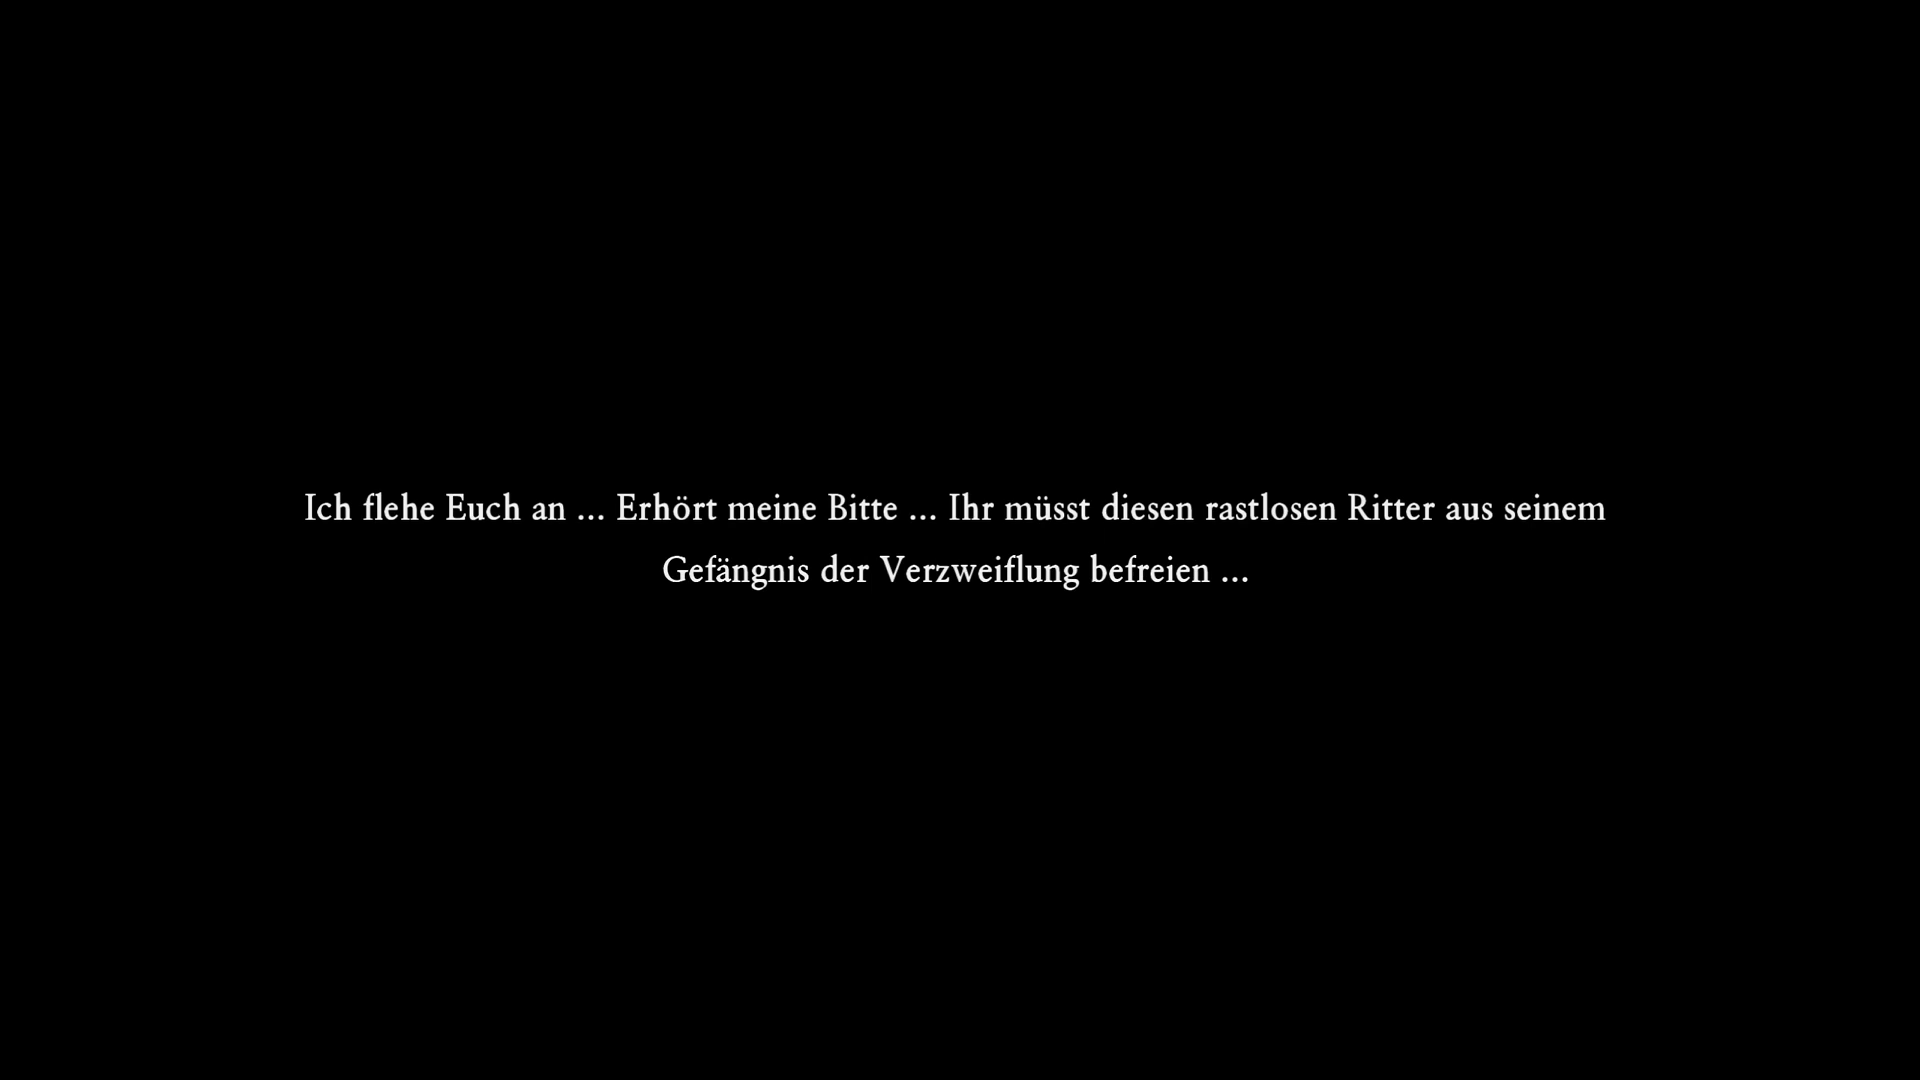 Ich flehe Euch an ... Erhört meine Bitte ... Ihr müsst diesen rastlosen Ritter aus seinem
Gefängnis der Verzweiflung befreien ...